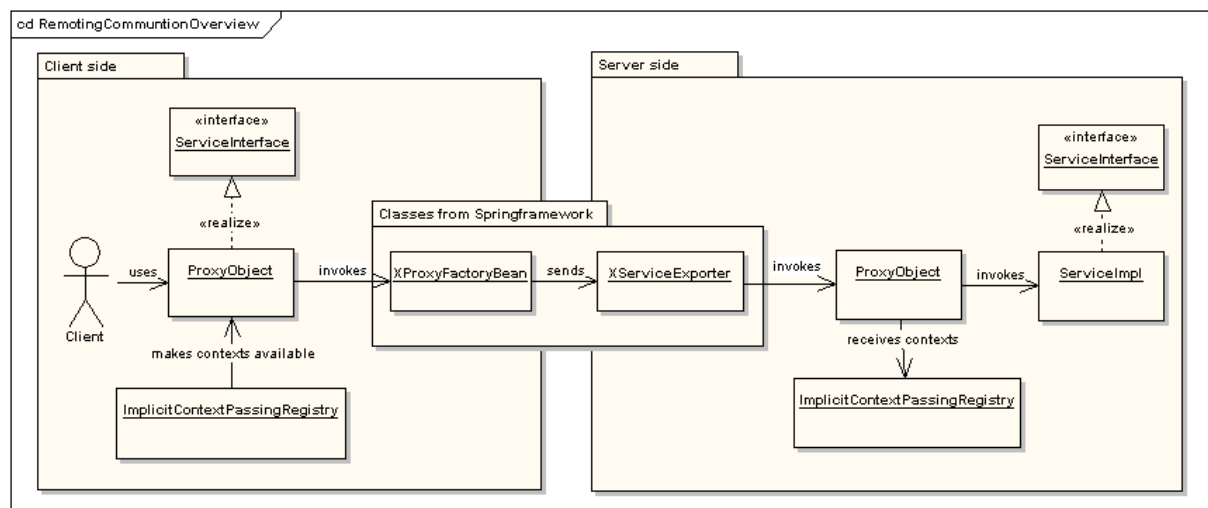 cd RemotingCommuntionOverview
Client side
«interface»
ServiceInterface
«realize»
Client
uses
ProxyObject
invokes
makes contexts available
ImplicitContextPassingRegistry
Classes from Springframework
XProxyFactoryBean
sends
XServiceExporter
Server side
invokes
ProxyObject
invokes
«interface»
ServiceInterface
«realize»
ServiceImpl
receives contexts
ImplicitContextPassingRegistry